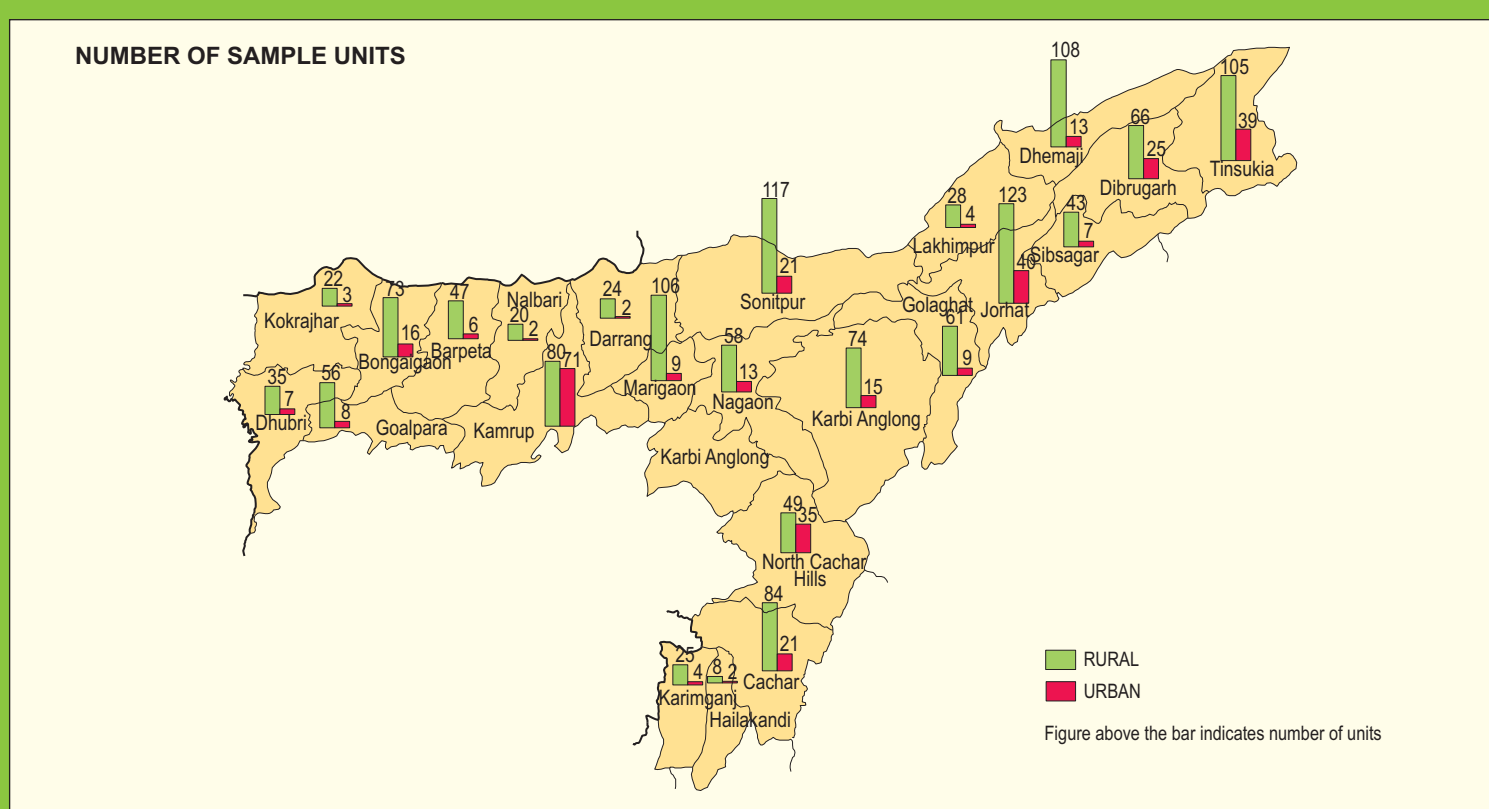 NUMBER OF SAMPLE UNITS
108
13
Dhemaji
105
39
Tinsukia
66
25
Dibrugarh
28
4
Lakhimpur
123
40
Jorhat
43
7
Sibsagar
117
21
Sonitpur
22
3
Kokrajhar
73
16
Bongaigaon
47
6
Barpeta
Nalbari
20
2
24
2
Darrang
106
9
Marigaon
58
13
Nagaon
74
15
Karbi Anglong
Golaghat
61
9
35
7
Dhubri
56
8
Goalpara
80
71
Kamrup
Karbi Anglong
49
35
North Cachar
Hills
84
21
Cachar
25
4
Karimganj
8
2
Hailakandi
RURAL
URBAN
Figure above the bar indicates number of units